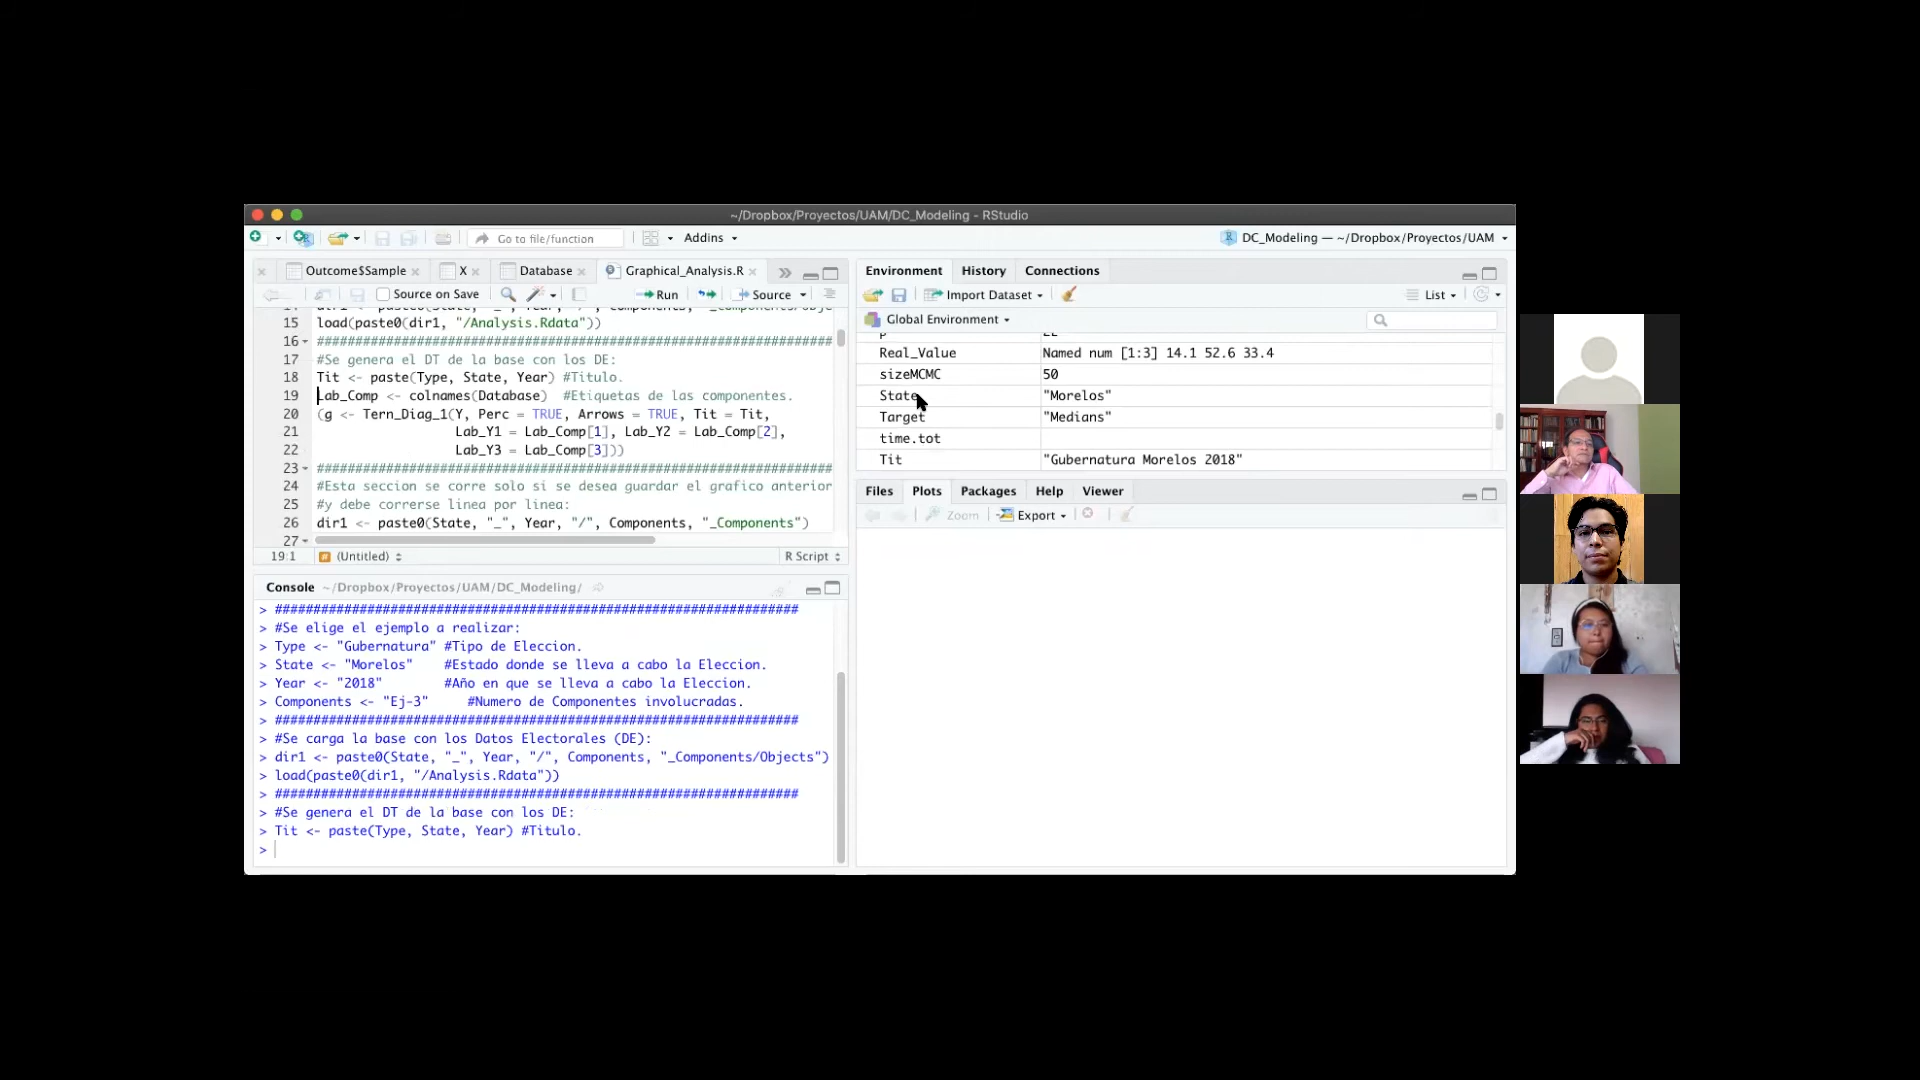 ~/Dropbox/Proyectos/UAM/DC_Modeling - RStudio
Go to file/function
Addins
DC_Modeling — ~/Dropbox/Proyectos/UAM
Outcome$Sample
X
Database
Graphical_Analysis.R
Source on Save
Run
Source
15 load(paste0(dir1, "/Analysis.Rdata"))
16 ###################################################################
17 #Se genera el DT de la base con los DE:
18 Tit <- paste(Type, State, Year) #Titulo.
19 Lab_Comp <- colnames(Database)  #Etiquetas de las componentes.
20 (g <- Tern_Diag_1(Y, Perc = TRUE, Arrows = TRUE, Tit = Tit,
21 Lab_Y1 = Lab_Comp[1], Lab_Y2 = Lab_Comp[2],
22 Lab_Y3 = Lab_Comp[3]))
23 ###################################################################
24 #Esta seccion se corre solo si se desea guardar el grafico anterior
25 #y debe correrse linea por linea:
26 dir1 <- paste0(State, "_", Year, "/", Components, "_Components")
27
19:1
(Untitled)
R Script
Console ~/Dropbox/Proyectos/UAM/DC_Modeling/
> ####################################################################
> #Se elige el ejemplo a realizar:
> Type <- "Gubernatura" #Tipo de Eleccion.
> State <- "Morelos"    #Estado donde se lleva a cabo la Eleccion.
> Year <- "2018"        #Año en que se lleva a cabo la Eleccion.
> Components <- "Ej-3"     #Numero de Componentes involucradas.
> ####################################################################
> #Se carga la base con los Datos Electorales (DE):
> dir1 <- paste0(State, "_", Year, "/", Components, "_Components/Objects")
> load(paste0(dir1, "/Analysis.Rdata"))
> ####################################################################
> #Se genera el DT de la base con los DE:
> Tit <- paste(Type, State, Year) #Titulo.
>
Environment
History
Connections
Import Dataset
List
Global Environment
Real_Value Named num [1:3] 14.1 52.6 33.4
sizeMCMC 50
State "Morelos"
Target "Medians"
time.tot
Tit "Gubernatura Morelos 2018"
Files
Plots
Packages
Help
Viewer
Zoom
Export